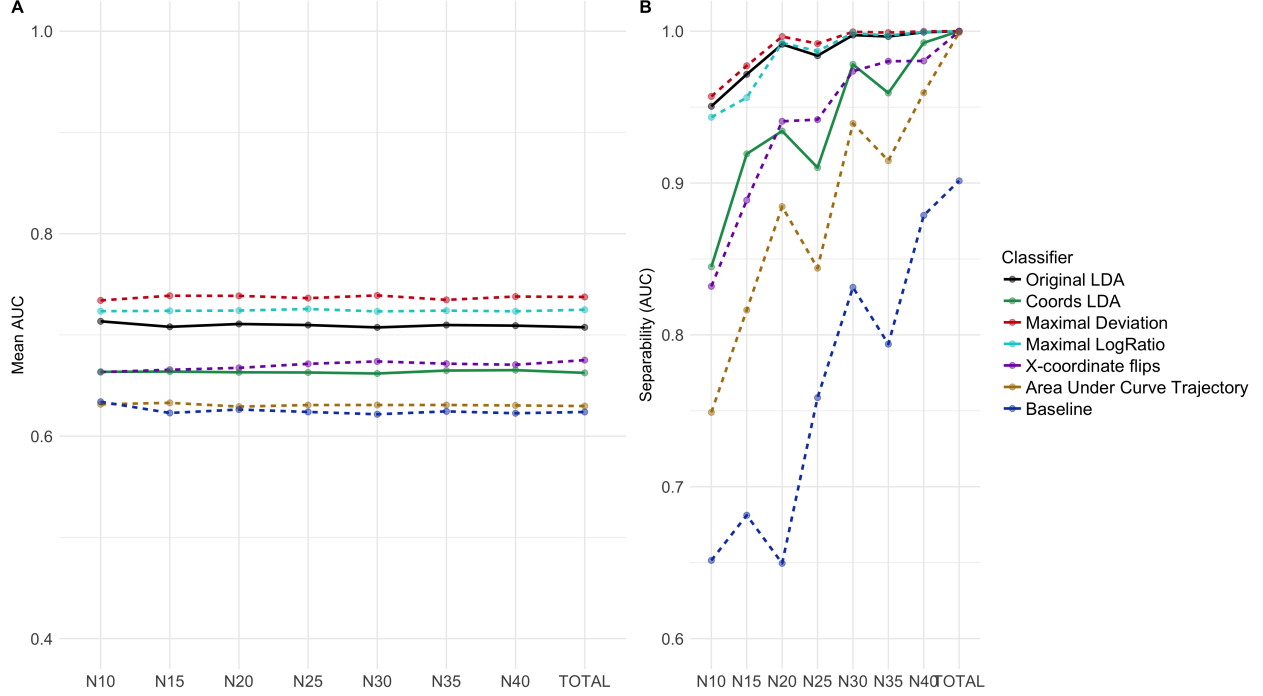 A
Mean AUC
1.0
0.8
0.6
0.4
N10 N15 N20 N25 N30 N35 N40 TOTAL
B
Separability (AUC)
1.0
0.9
0.8
0.7
0.6
N10 N15 N20 N25 N30 N35 N40 TOTAL
Classifier
Original LDA
Coords LDA
Maximal Deviation
Maximal LogRatio
X-coordinate flips
Area Under Curve Trajectory
Baseline